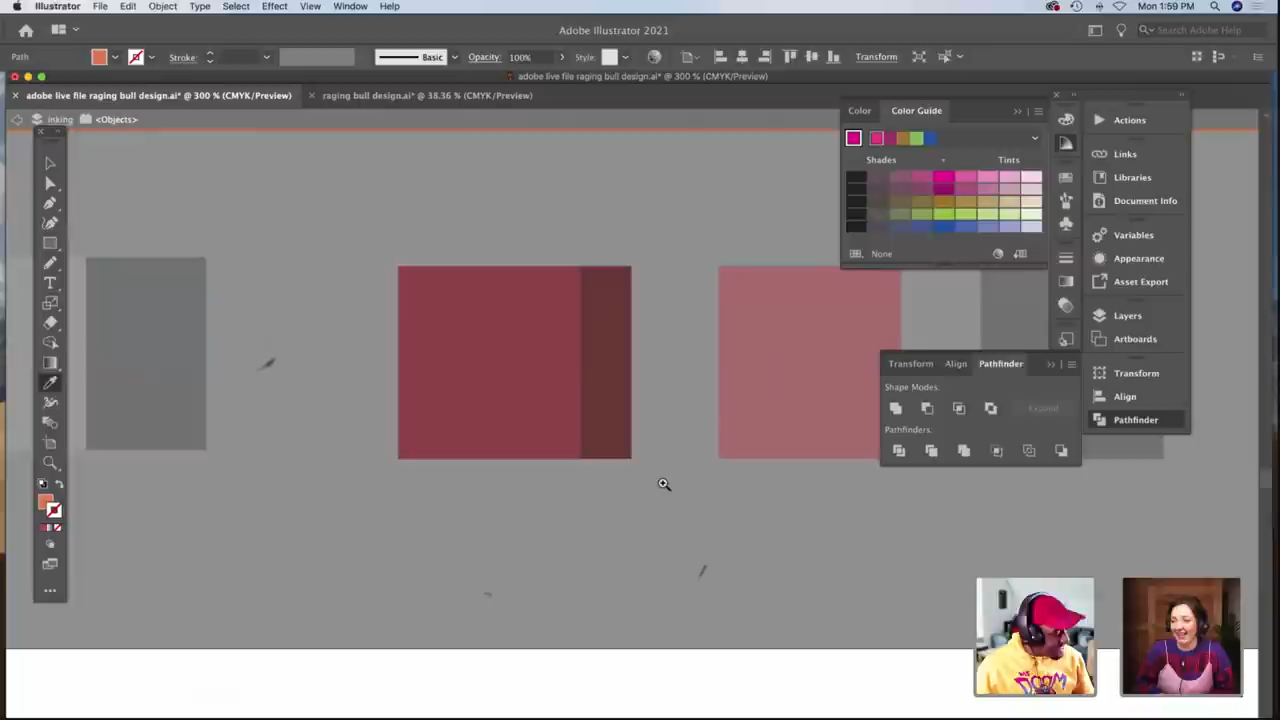 Illustrator File Edit Object Type Select Effect View Window Help
Mon 1:59 PM
Adobe Illustrator 2021
Search Adobe Help
Path
Stroke:
Basic
Opacity: 100%
Style:
Transform
adobe live file raging bull design.ai* @ 300 % (CMYK/Preview)
adobe live file raging bull design.ai* @ 300 % (CMYK/Preview)
raging bull design.ai* @ 38.36 % (CMYK/Preview)
inking
<Objects>
Color
Color Guide
Shades
Tints
None
Actions
Links
Libraries
Document Info
Variables
Appearance
Asset Export
Layers
Artboards
Transform
Align
Pathfinder
Transform
Align
Pathfinder
Shape Modes:
Expand
Pathfinders:
DOOM